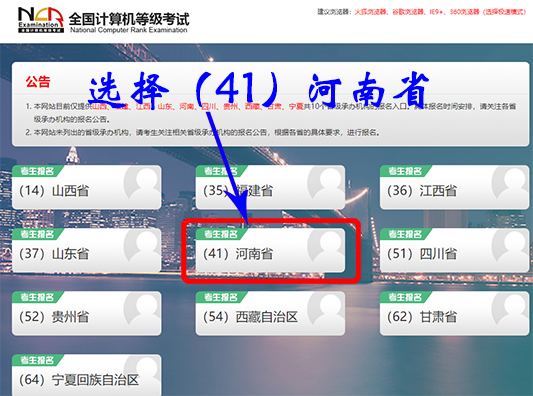 NCR 全国计算机等级考试
Examination National Computer Rank Examination
全国计算机等级考试
建议浏览器：火狐浏览器、谷歌浏览器、IE9+、360浏览器（选择极速模式）
公告
选择（41）河南省
1. 本网站目前仅提供山西、江西、山东、河南、四川、贵州、西藏、甘肃、宁夏共10个省级承办机构的报名入口。具体报名时间安排，请关注各省
级承办机构的报名公告。
2. 本网站未列出的省级承办机构，请考生关注相关省级承办机构的报名公告，根据各省的具体要求，进行报名。
考生报名 考生报名 考生报名
（14）山西省 （35）福建省 （36）江西省
考生报名 考生报名 考生报名
（37）山东省 （41）河南省 （51）四川省
考生报名 考生报名 考生报名
（52）贵州省 （54）西藏自治区 （62）甘肃省
考生报名
（64）宁夏回族自治区